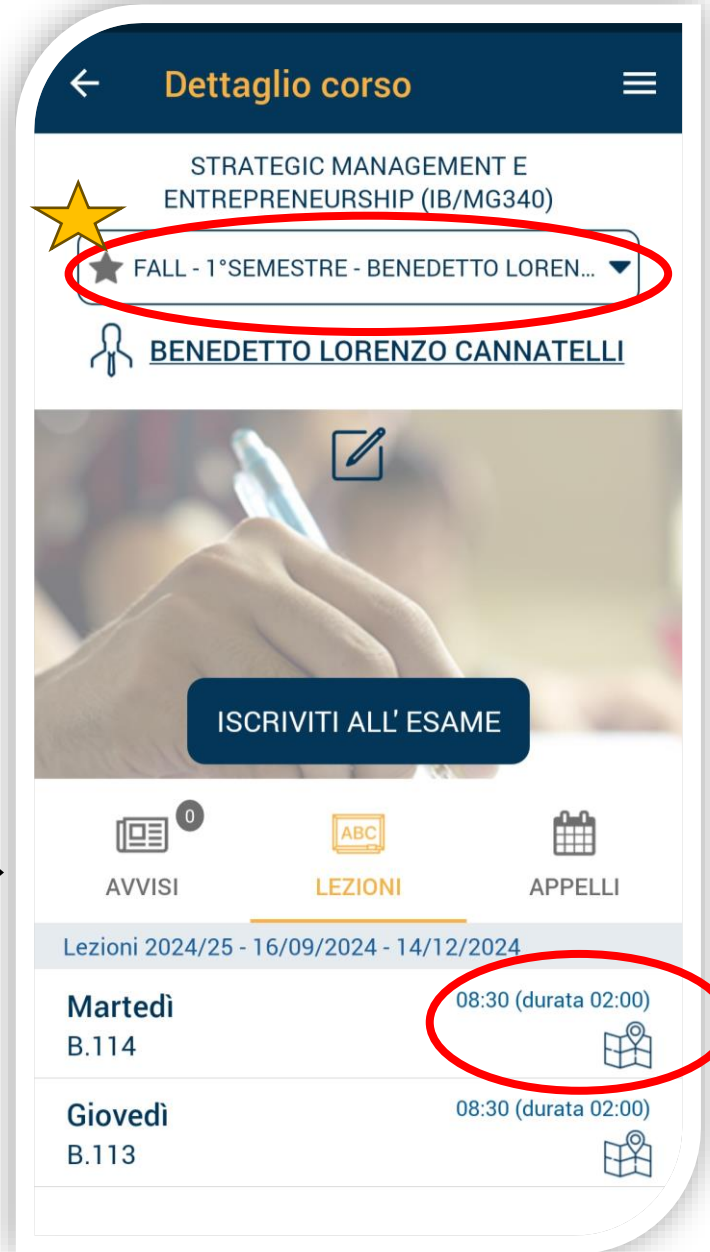 Dettaglio corso
STRATEGIC MANAGEMENT E
ENTREPRENEURSHIP (IB/MG340)
FALL - 1°SEMESTRE - BENEDETTO LOREN...
BENEDETTO LORENZO CANNATELLI
ISCRIVITI ALL' ESAME
0
ABC
AVVISI
LEZIONI
APPELLI
Lezioni 2024/25 - 16/09/2024 - 14/12/2024
Martedì
08:30 (durata 02:00)
B.114
Giovedì
08:30 (durata 02:00)
B.113